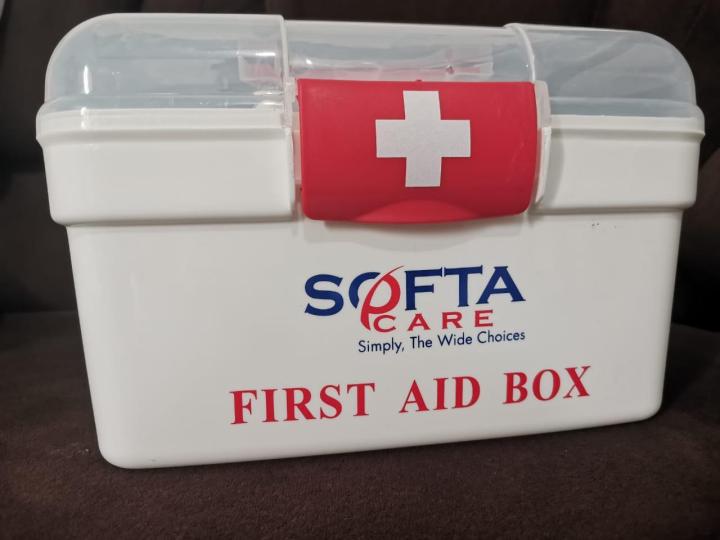 SOFTA
CARE
Simply, The Wide Choices
FIRST AID BOX